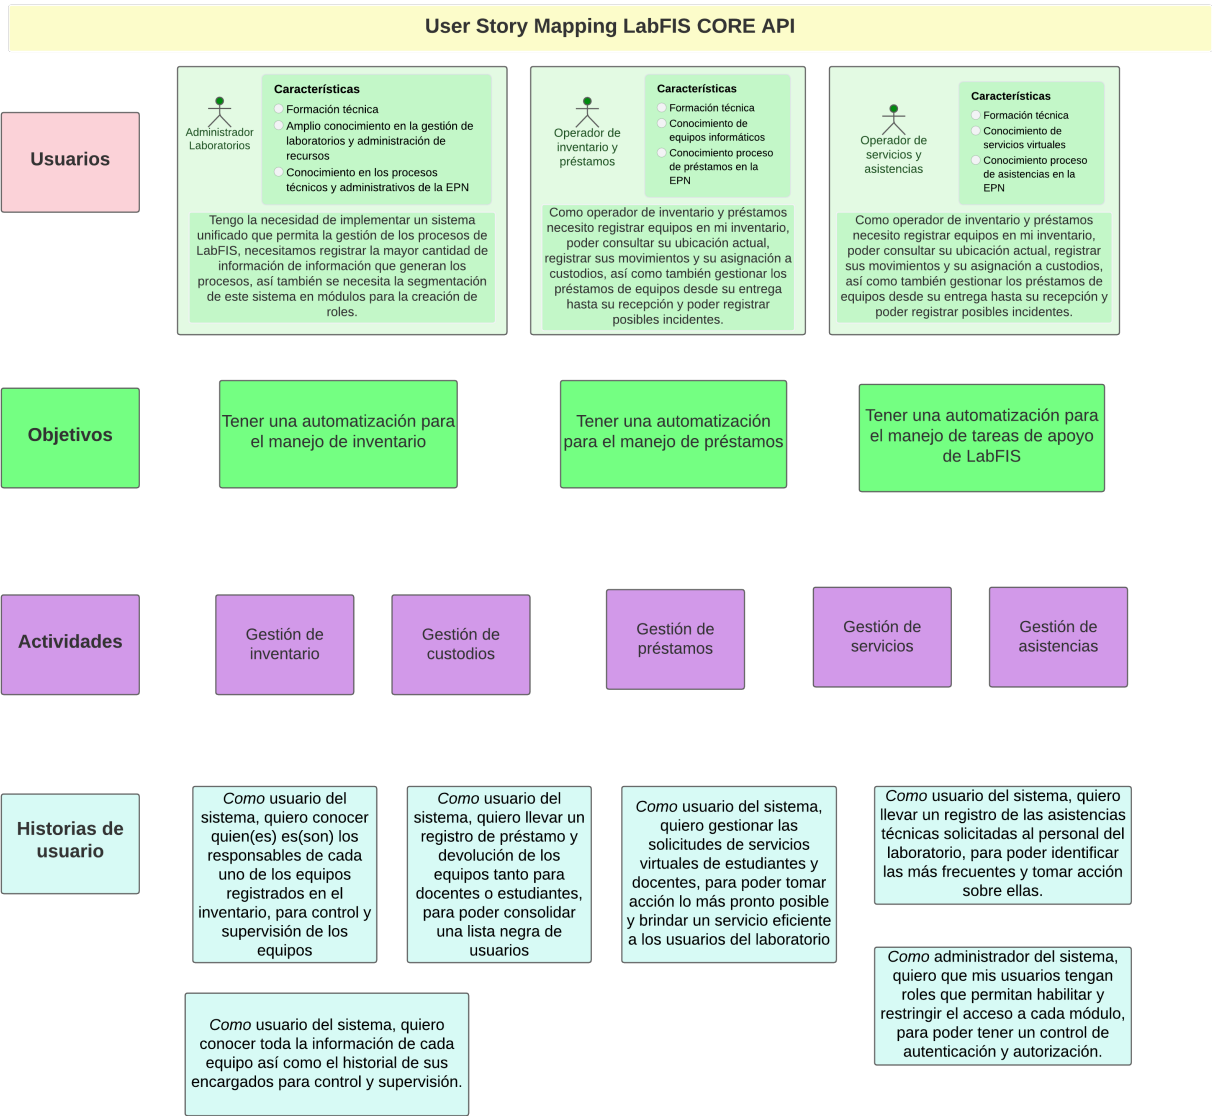 User Story Mapping LabFIS CORE API
Usuarios
Administrador
Laboratorios
Características
Formación técnica
Amplio conocimiento en la gestión de
laboratorios y administración de
recursos
Conocimiento en los procesos
técnicos y administrativos de la EPN
Tengo la necesidad de implementar un sistema
unificado que permita la gestión de los procesos de
LabFIS, necesitamos registrar la mayor cantidad de
información de información que generan los
procesos, así también se necesita la segmentación
de este sistema en módulos para la creación de
roles.
Operador de
inventario y
préstamos
Características
Formación técnica
Conocimiento de
equipos informáticos
Conocimiento proceso
de préstamos en la
EPN
Como operador de inventario y préstamos
necesito registrar equipos en mi inventario,
poder consultar su ubicación actual,
registrar sus movimientos y su asignación a
custodios, así como también gestionar los
préstamos de equipos desde su entrega
hasta su recepción y poder registrar
posibles incidentes.
Operador de
servicios y
asistencias
Características
Formación técnica
Conocimiento de
servicios virtuales
Conocimiento proceso
de asistencias en la
EPN
Como operador de inventario y préstamos
necesito registrar equipos en mi inventario,
poder consultar su ubicación actual, registrar
sus movimientos y su asignación a custodios,
así como también gestionar los préstamos de
equipos desde su entrega hasta su recepción y
poder registrar posibles incidentes.
Objetivos
Tener una automatización para
el manejo de inventario
Tener una automatización
para el manejo de préstamos
Tener una automatización para
el manejo de tareas de apoyo
de LabFIS
Actividades
Gestión de
inventario
Gestión de
custodios
Gestión de
préstamos
Gestión de
servicios
Gestión de
asistencias
Historias de
usuario
Como usuario del
sistema, quiero conocer
quien(es) es(son) los
responsables de cada
uno de los equipos
registrados en el
inventario, para control y
supervisión de los
equipos
Como usuario del
sistema, quiero llevar un
registro de préstamo y
devolución de los
equipos tanto para
docentes o estudiantes,
para poder consolidar
una lista negra de
usuarios
Como usuario del sistema,
quiero gestionar las
solicitudes de servicios
virtuales de estudiantes y
docentes, para poder tomar
acción lo más pronto posible
y brindar un servicio eficiente
a los usuarios del laboratorio
Como usuario del sistema, quiero
llevar un registro de las asistencias
técnicas solicitadas al personal del
laboratorio, para poder identificar
las más frecuentes y tomar acción
sobre ellas.
Como administrador del sistema,
quiero que mis usuarios tengan
roles que permitan habilitar y
restringir el acceso a cada módulo,
para poder tener un control de
autenticación y autorización.
Como usuario del sistema, quiero
conocer toda la información de cada
equipo así como el historial de sus
encargados para control y supervisión.